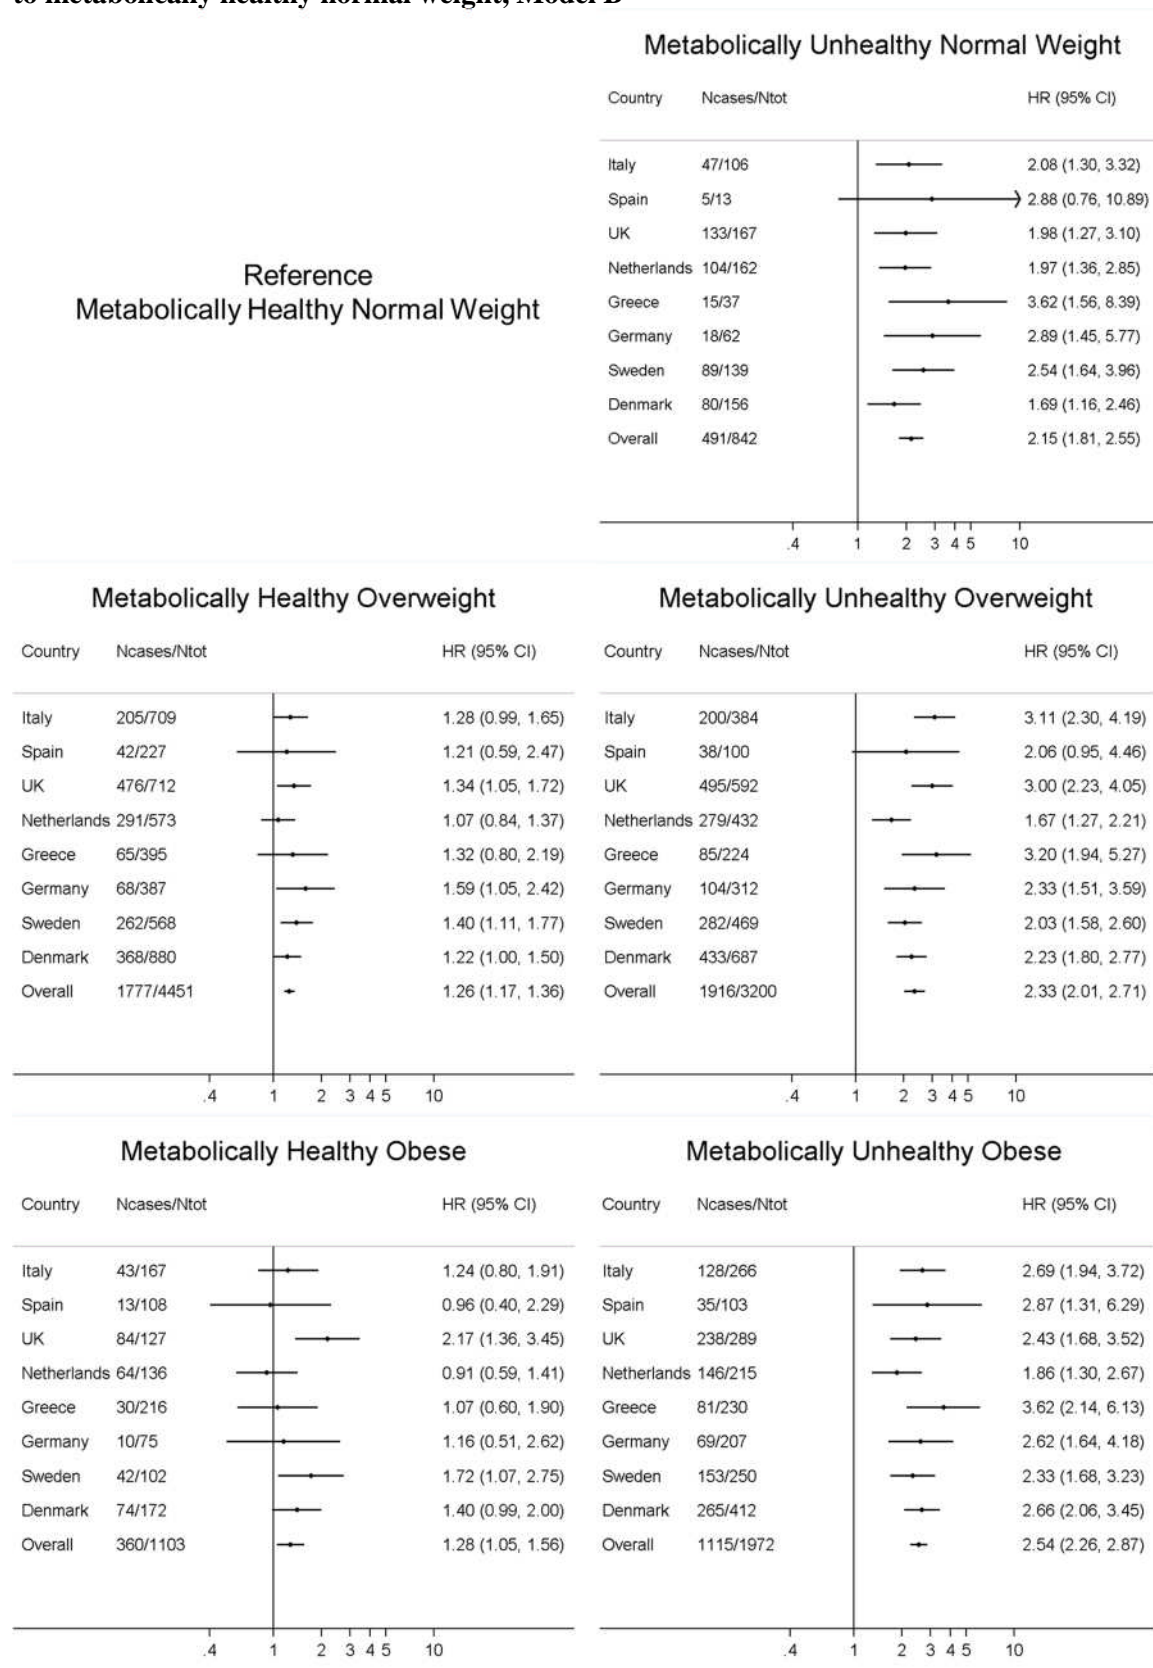 to metabolically healthy normal weight, Model B
Metabolically Unhealthy Normal Weight
Country Ncases/Ntot HR (95% CI)
Italy 47/106 2.08 (1.30, 3.32)
Spain 5/13 2.88 (0.76, 10.89)
UK 133/167 1.98 (1.27, 3.10)
Netherlands 104/162 1.97 (1.36, 2.85)
Greece 15/37 3.62 (1.56, 8.39)
Germany 18/62 2.89 (1.45, 5.77)
Sweden 89/139 2.54 (1.64, 3.96)
Denmark 80/156 1.69 (1.16, 2.46)
Overall 491/842 2.15 (1.81, 2.55)
.4 1 2 3 4 5 10
Reference
Metabolically Healthy Normal Weight
Metabolically Healthy Overweight
Country Ncases/Ntot HR (95% CI)
Italy 205/709 1.28 (0.99, 1.65)
Spain 42/227 1.21 (0.59, 2.47)
UK 476/712 1.34 (1.05, 1.72)
Netherlands 291/573 1.07 (0.84, 1.37)
Greece 65/395 1.32 (0.80, 2.19)
Germany 68/387 1.59 (1.05, 2.42)
Sweden 262/568 1.40 (1.11, 1.77)
Denmark 368/880 1.22 (1.00, 1.50)
Overall 1777/4451 1.26 (1.17, 1.36)
.4 1 2 3 4 5 10
Metabolically Unhealthy Overweight
Country Ncases/Ntot HR (95% CI)
Italy 200/384 3.11 (2.30, 4.19)
Spain 38/100 2.06 (0.95, 4.46)
UK 495/592 3.00 (2.23, 4.05)
Netherlands 279/432 1.67 (1.27, 2.21)
Greece 85/224 3.20 (1.94, 5.27)
Germany 104/312 2.33 (1.51, 3.59)
Sweden 282/469 2.03 (1.58, 2.60)
Denmark 433/687 2.23 (1.80, 2.77)
Overall 1916/3200 2.33 (2.01, 2.71)
.4 1 2 3 4 5 10
Metabolically Healthy Obese
Country Ncases/Ntot HR (95% CI)
Italy 43/167 1.24 (0.80, 1.91)
Spain 13/108 0.96 (0.40, 2.29)
UK 84/127 2.17 (1.36, 3.45)
Netherlands 64/136 0.91 (0.59, 1.41)
Greece 30/216 1.07 (0.60, 1.90)
Germany 10/75 1.16 (0.51, 2.62)
Sweden 42/102 1.72 (1.07, 2.75)
Denmark 74/172 1.40 (0.99, 2.00)
Overall 360/1103 1.28 (1.05, 1.56)
.4 1 2 3 4 5 10
Metabolically Unhealthy Obese
Country Ncases/Ntot HR (95% CI)
Italy 128/266 2.69 (1.94, 3.72)
Spain 35/103 2.87 (1.31, 6.29)
UK 238/289 2.43 (1.68, 3.52)
Netherlands 146/215 1.86 (1.30, 2.67)
Greece 81/230 3.62 (2.14, 6.13)
Germany 69/207 2.62 (1.64, 4.18)
Sweden 153/250 2.33 (1.68, 3.23)
Denmark 265/412 2.66 (2.06, 3.45)
Overall 1115/1972 2.54 (2.26, 2.87)
.4 1 2 3 4 5 10